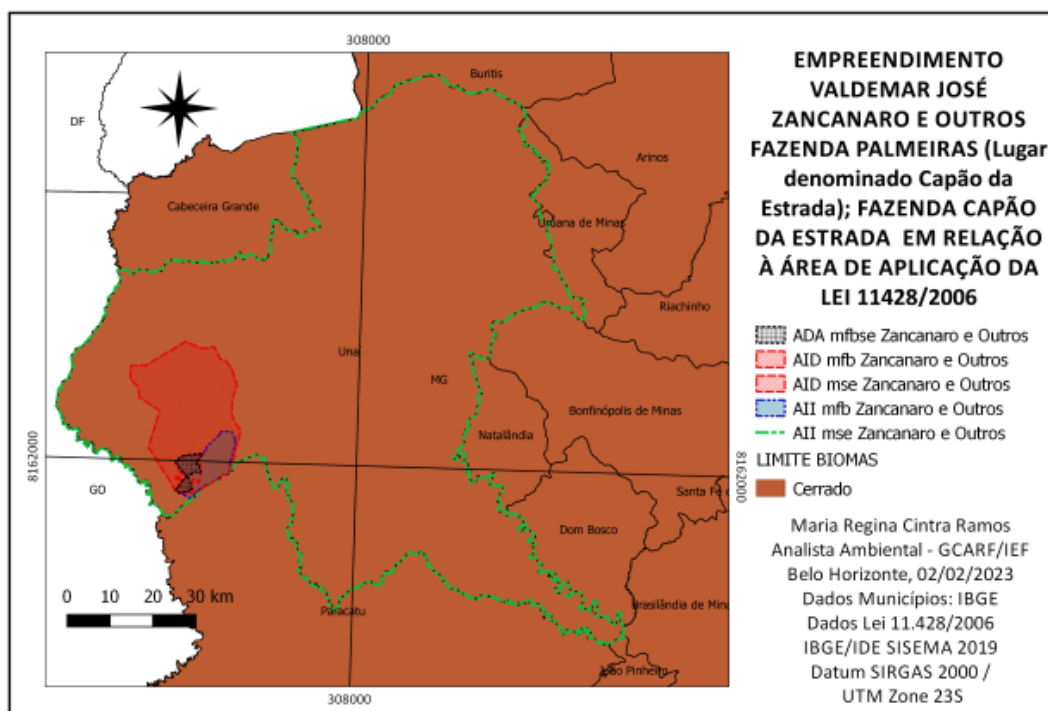 308000
Buritis
DF
Arinos
Cabeceira Grande
Uruana de Minas
Riachinho
Unaí
MG
Bonfinópolis de Minas
Natalândia
8162000
8162000
GO
Santa Fé d
Dom Bosco
0 10 20 30 km
Paracatu
Brasilândia de Mina
João Pinheiro
308000
EMPREENDIMENTO
VALDEMAR JOSÉ
ZANCANARO E OUTROS
FAZENDA PALMEIRAS (Lugar
denominado Capão da
Estrada); FAZENDA CAPÃO
DA ESTRADA EM RELAÇÃO
À ÁREA DE APLICAÇÃO DA
LEI 11428/2006
ADA mfbse Zancanaro e Outros
AID mfb Zancanaro e Outros
AID mse Zancanaro e Outros
AII mfb Zancanaro e Outros
AII mse Zancanaro e Outros
LIMITE BIOMAS
Cerrado
Maria Regina Cintra Ramos
Analista Ambiental - GCARF/IEF
Belo Horizonte, 02/02/2023
Dados Municípios: IBGE
Dados Lei 11.428/2006
IBGE/IDE SISEMA 2019
Datum SIRGAS 2000 /
UTM Zone 23S